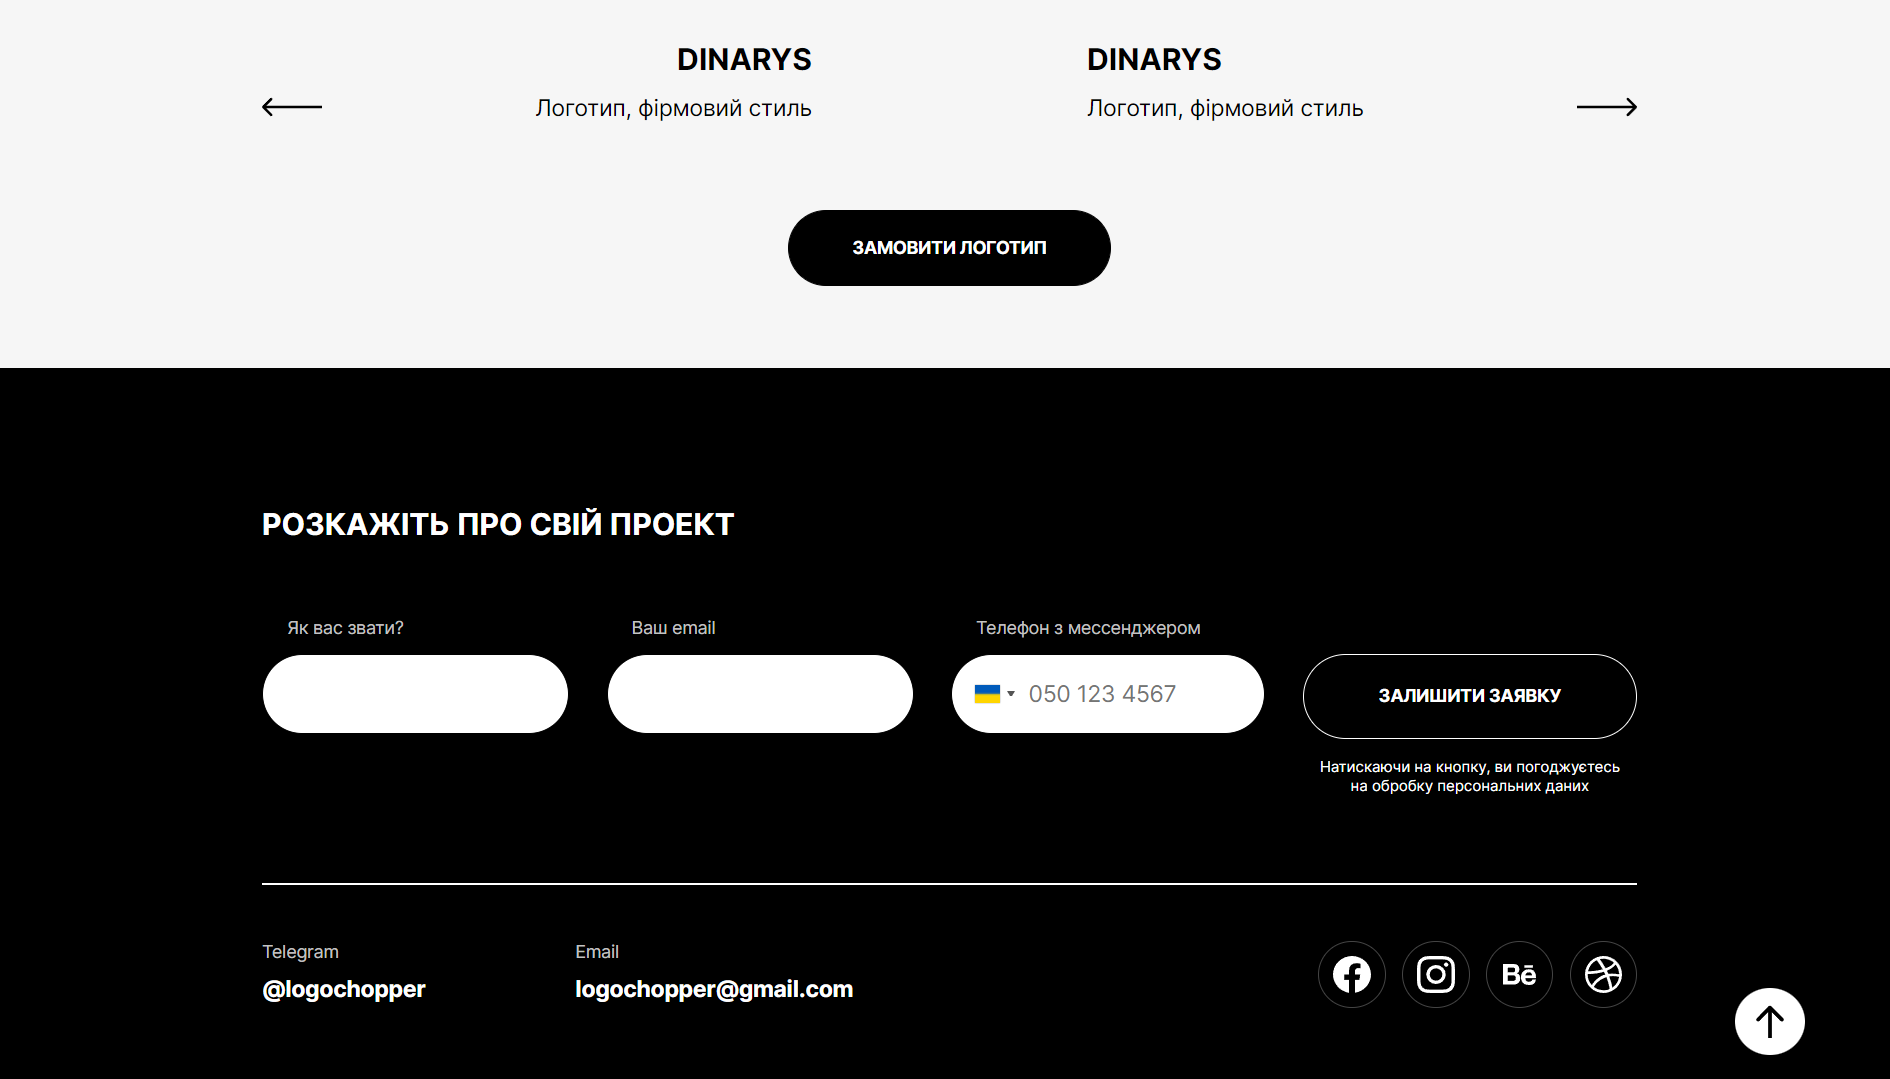 DINARYS
Логотип, фірмовий стиль
DINARYS
Логотип, фірмовий стиль
ЗАМОВИТИ ЛОГОТИП
РОЗКАЖІТЬ ПРО СВІЙ ПРОЕКТ
Як вас звати?
Ваш email
Телефон з мессенджером
050 123 4567
ЗАЛИШИТИ ЗАЯВКУ
Натискаючи на кнопку, ви погоджуєтесь
на обробку персональних даних
Telegram
@logochopper
Email
logochopper@gmail.com
Bē